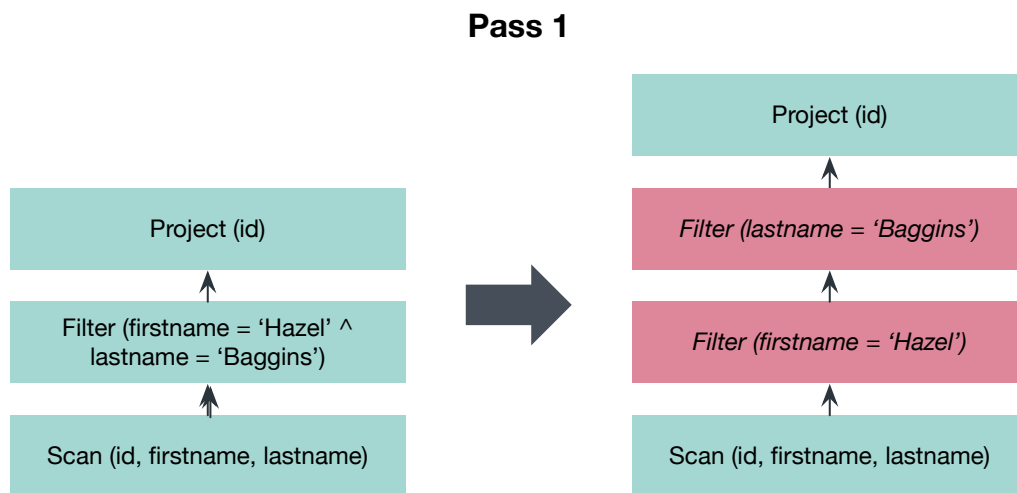 Pass 1
Project (id)
Filter (firstname = ‘Hazel’ ^
lastname = ‘Baggins’)
Scan (id, firstname, lastname)
Project (id)
Filter (lastname = ‘Baggins’)
Filter (firstname = ‘Hazel’)
Scan (id, firstname, lastname)